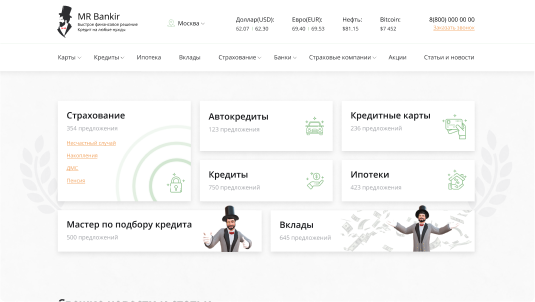 MR Bankir
Быстрое финансовое решение
Кредит на любые нужды
Москва
Доллар(USD):
62.07 62.30
Евро(EUR):
69.40 69.53
Нефть:
$81.15
Bitcoin:
$7 452
8(800) 000 00 00
Заказать звонок
Карты Кредиты Ипотека Вклады Страхование Банки Страховые компании Акции Статьи и новости
Страхование
354 предложения
Несчастный случай
Накопление
ДМС
Пенсия
Автокредиты
123 предложения
Кредитные карты
236 предложения
Кредиты
750 предложений
Ипотеки
423 предложения
Мастер по подбору кредита
500 предложений
Вклады
645 предложений